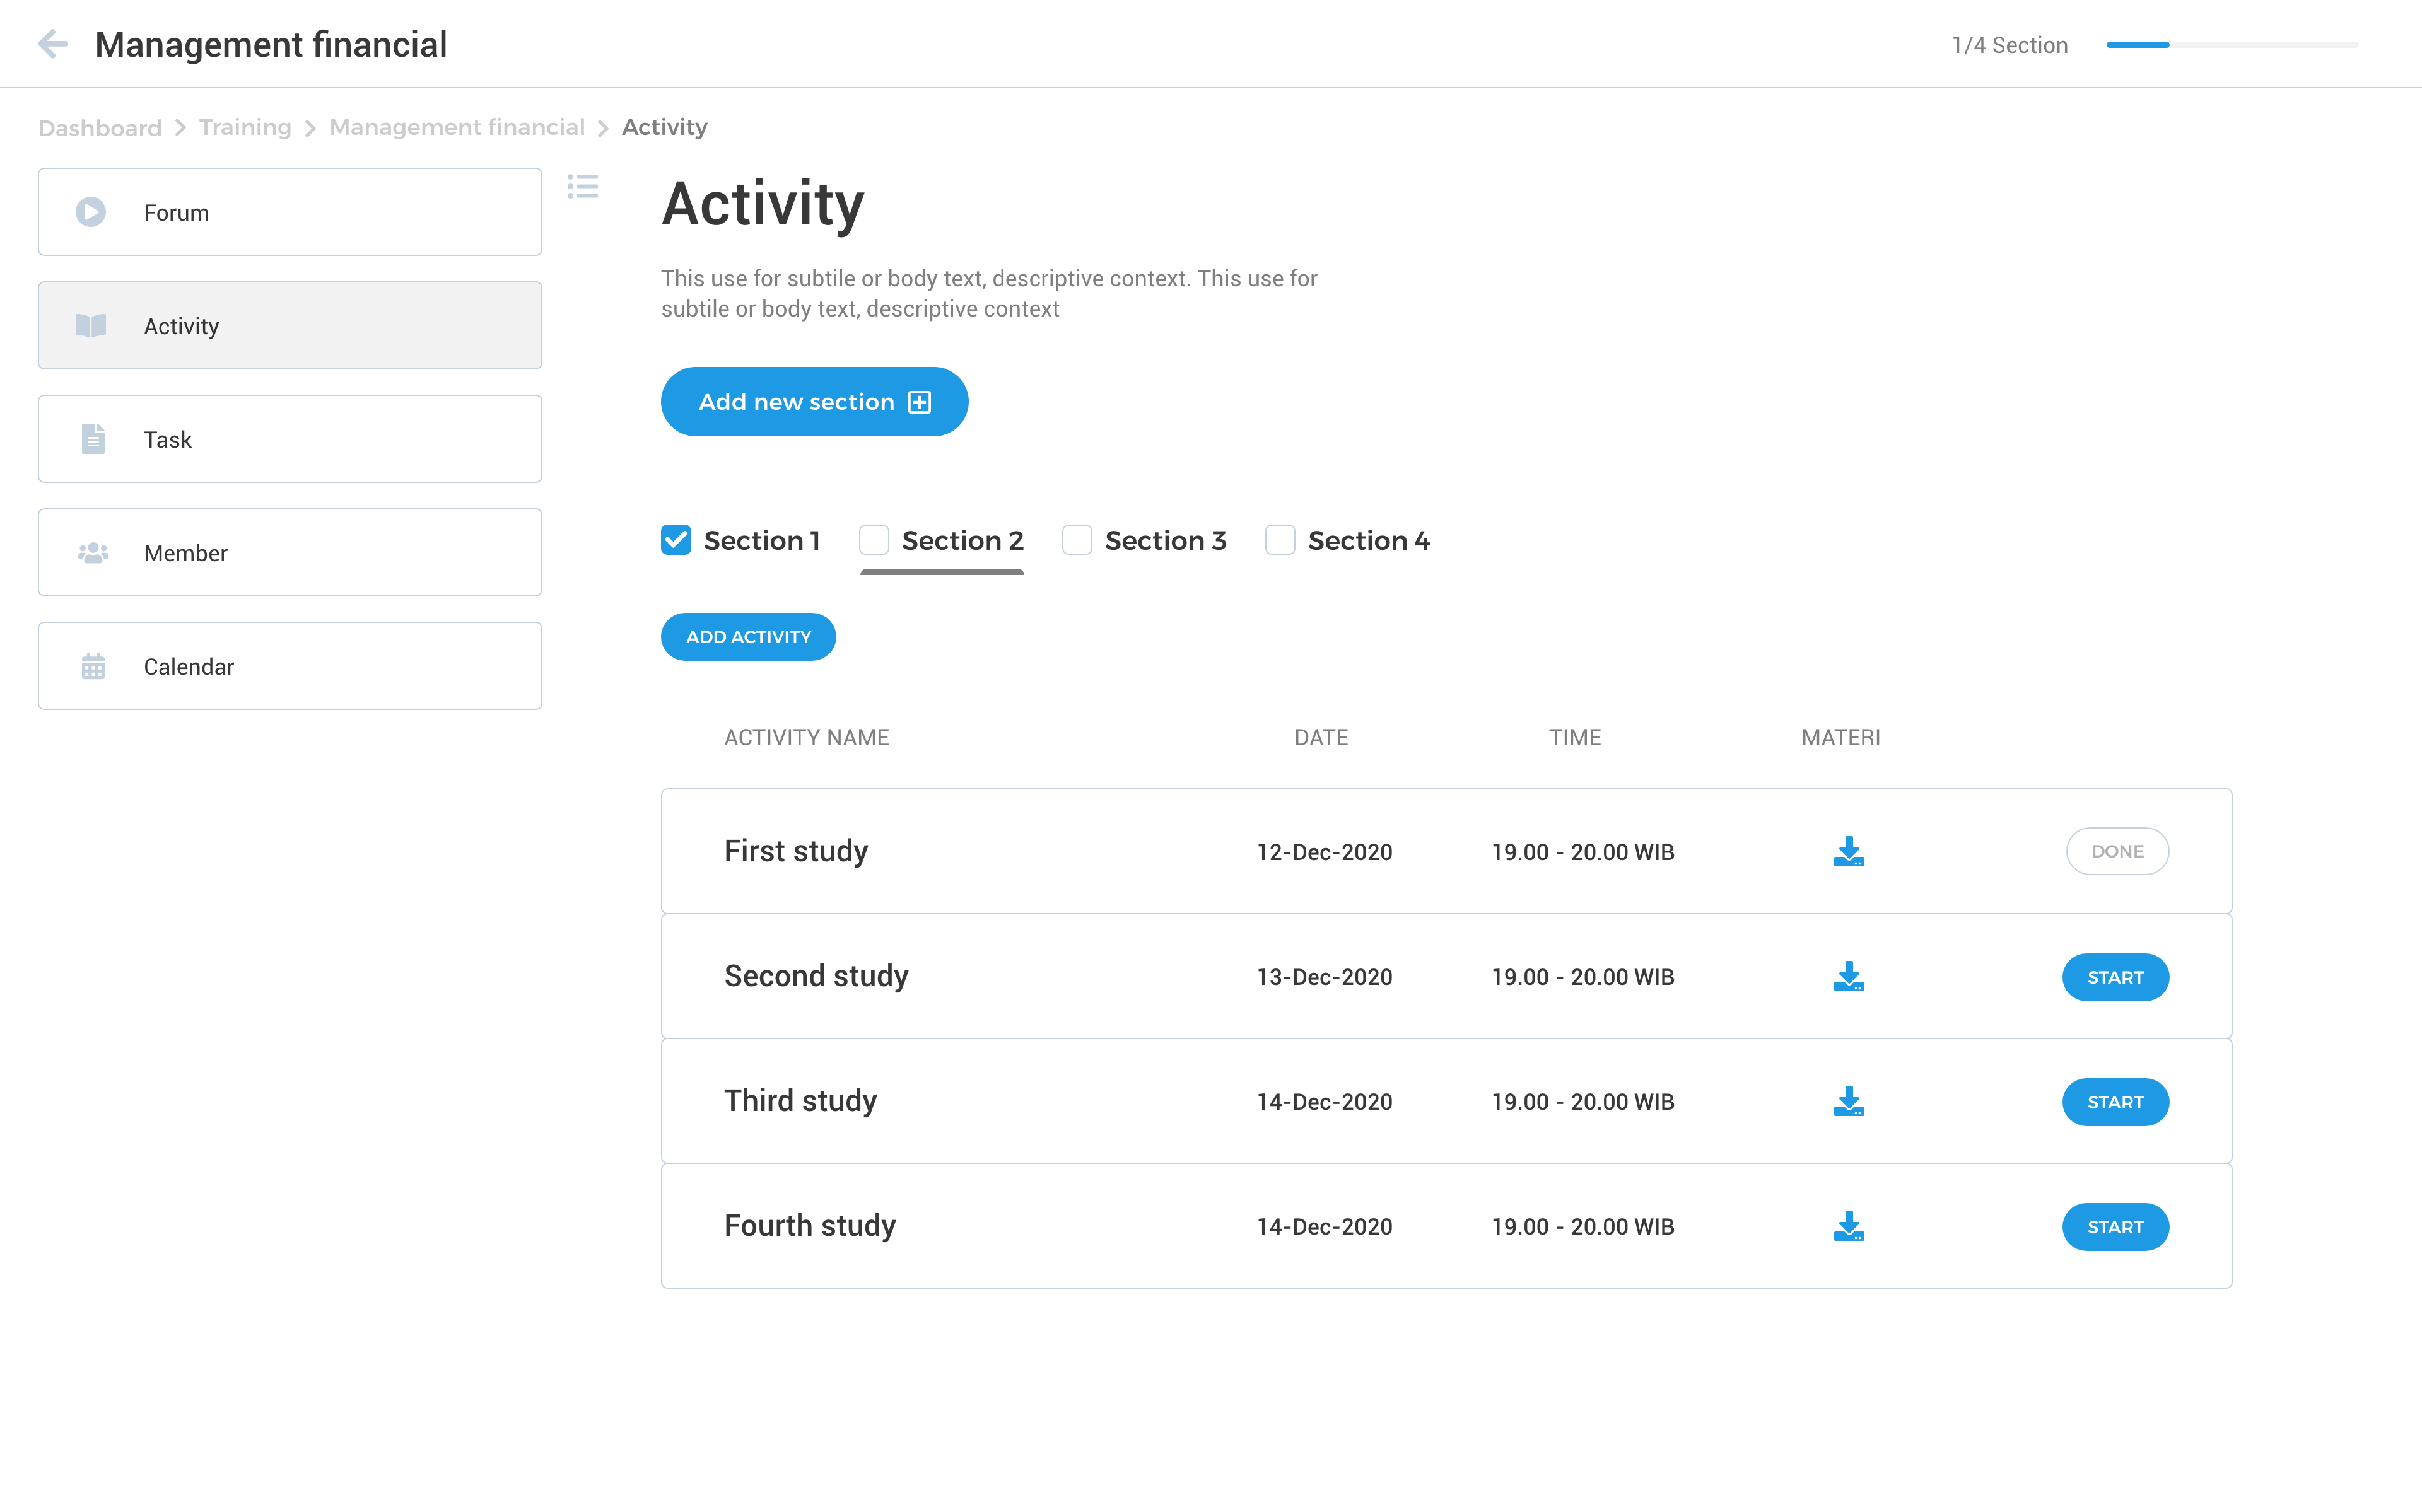 Management financial
1/4 Section
Dashboard > Training > Management financial > Activity
Forum
Activity
Task
Member
Calendar
Activity
This use for subtile or body text, descriptive context. This use for
subtile or body text, descriptive context
Add new section
Section 1 Section 2 Section 3 Section 4
ADD ACTIVITY
ACTIVITY NAME DATE TIME MATERI
First study 12-Dec-2020 19.00 - 20.00 WIB DONE
Second study 13-Dec-2020 19.00 - 20.00 WIB START
Third study 14-Dec-2020 19.00 - 20.00 WIB START
Fourth study 14-Dec-2020 19.00 - 20.00 WIB START